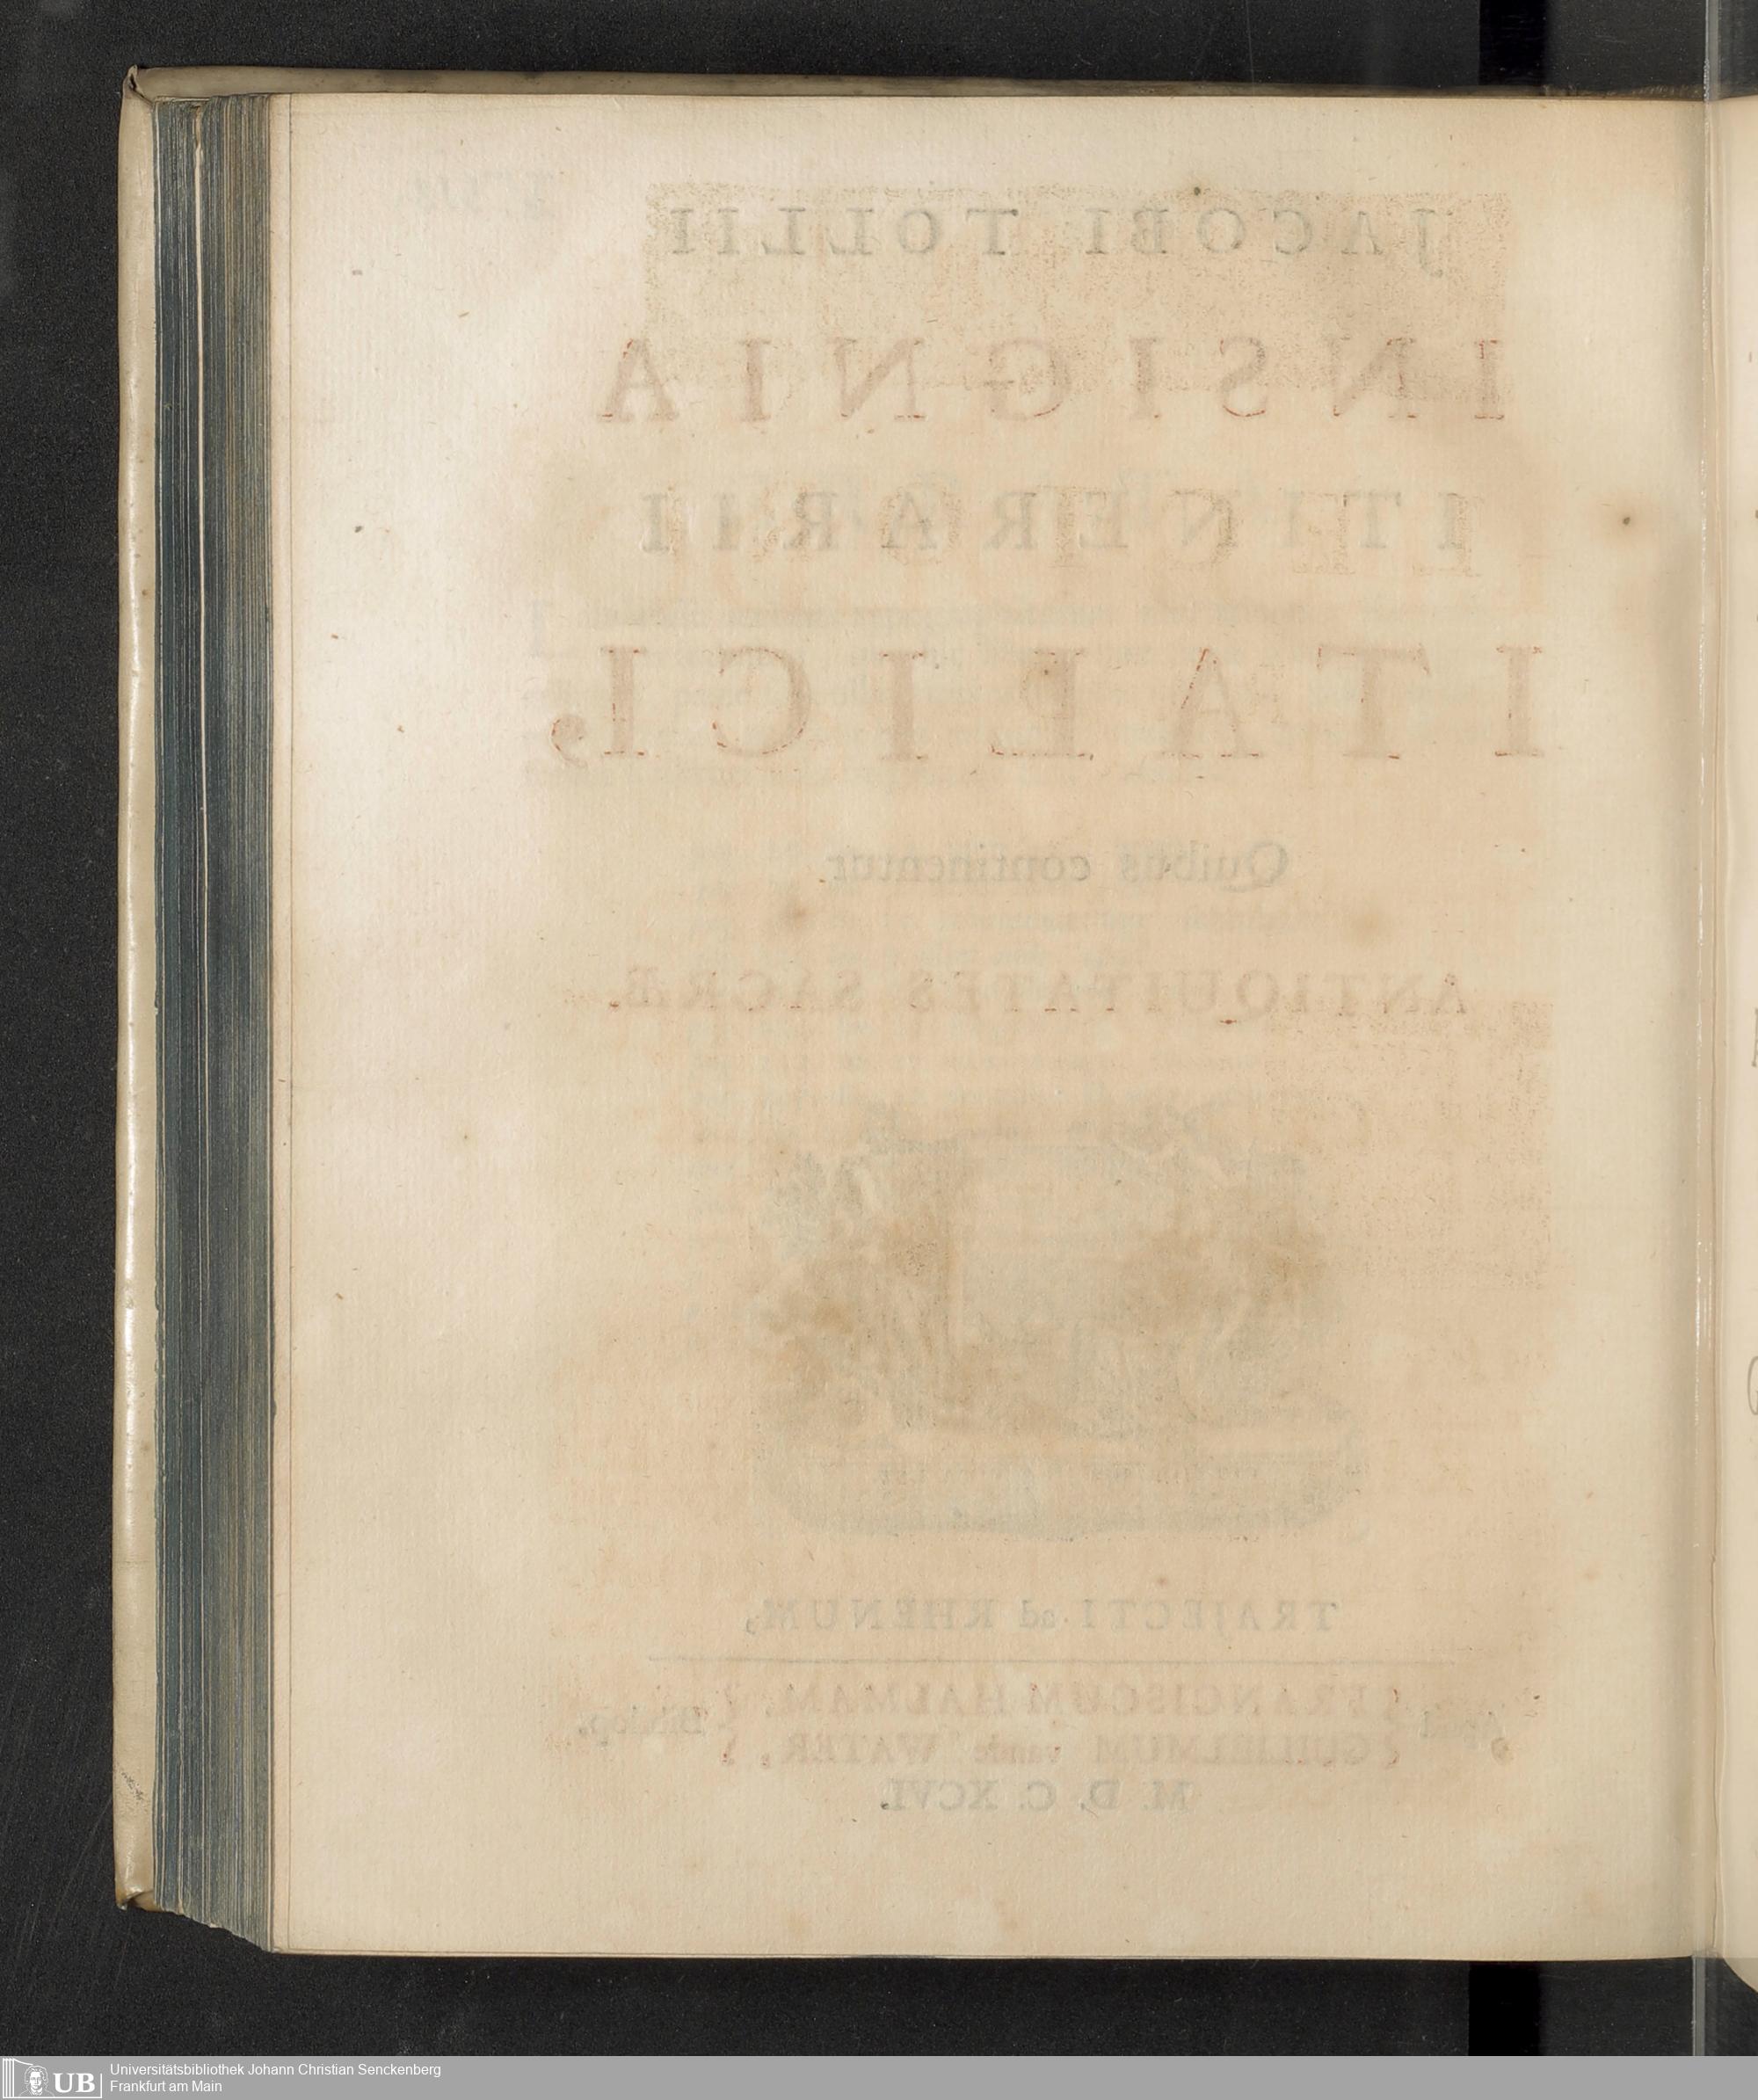 JACOBI TOLLII
INSIGNIA
ITINERARII
ITALICI,
Quibus continentur
ANTIQUITATES SACRÆ.
TRAJECTI ad RHENUM,
FRANCISCUM HALMAM,
GUILIELMUM vande WATER,
Bibliop.
M. D. C. XCVI.
UB Universitätsbibliothek Johann Christian Senckenberg
Frankfurt am Main